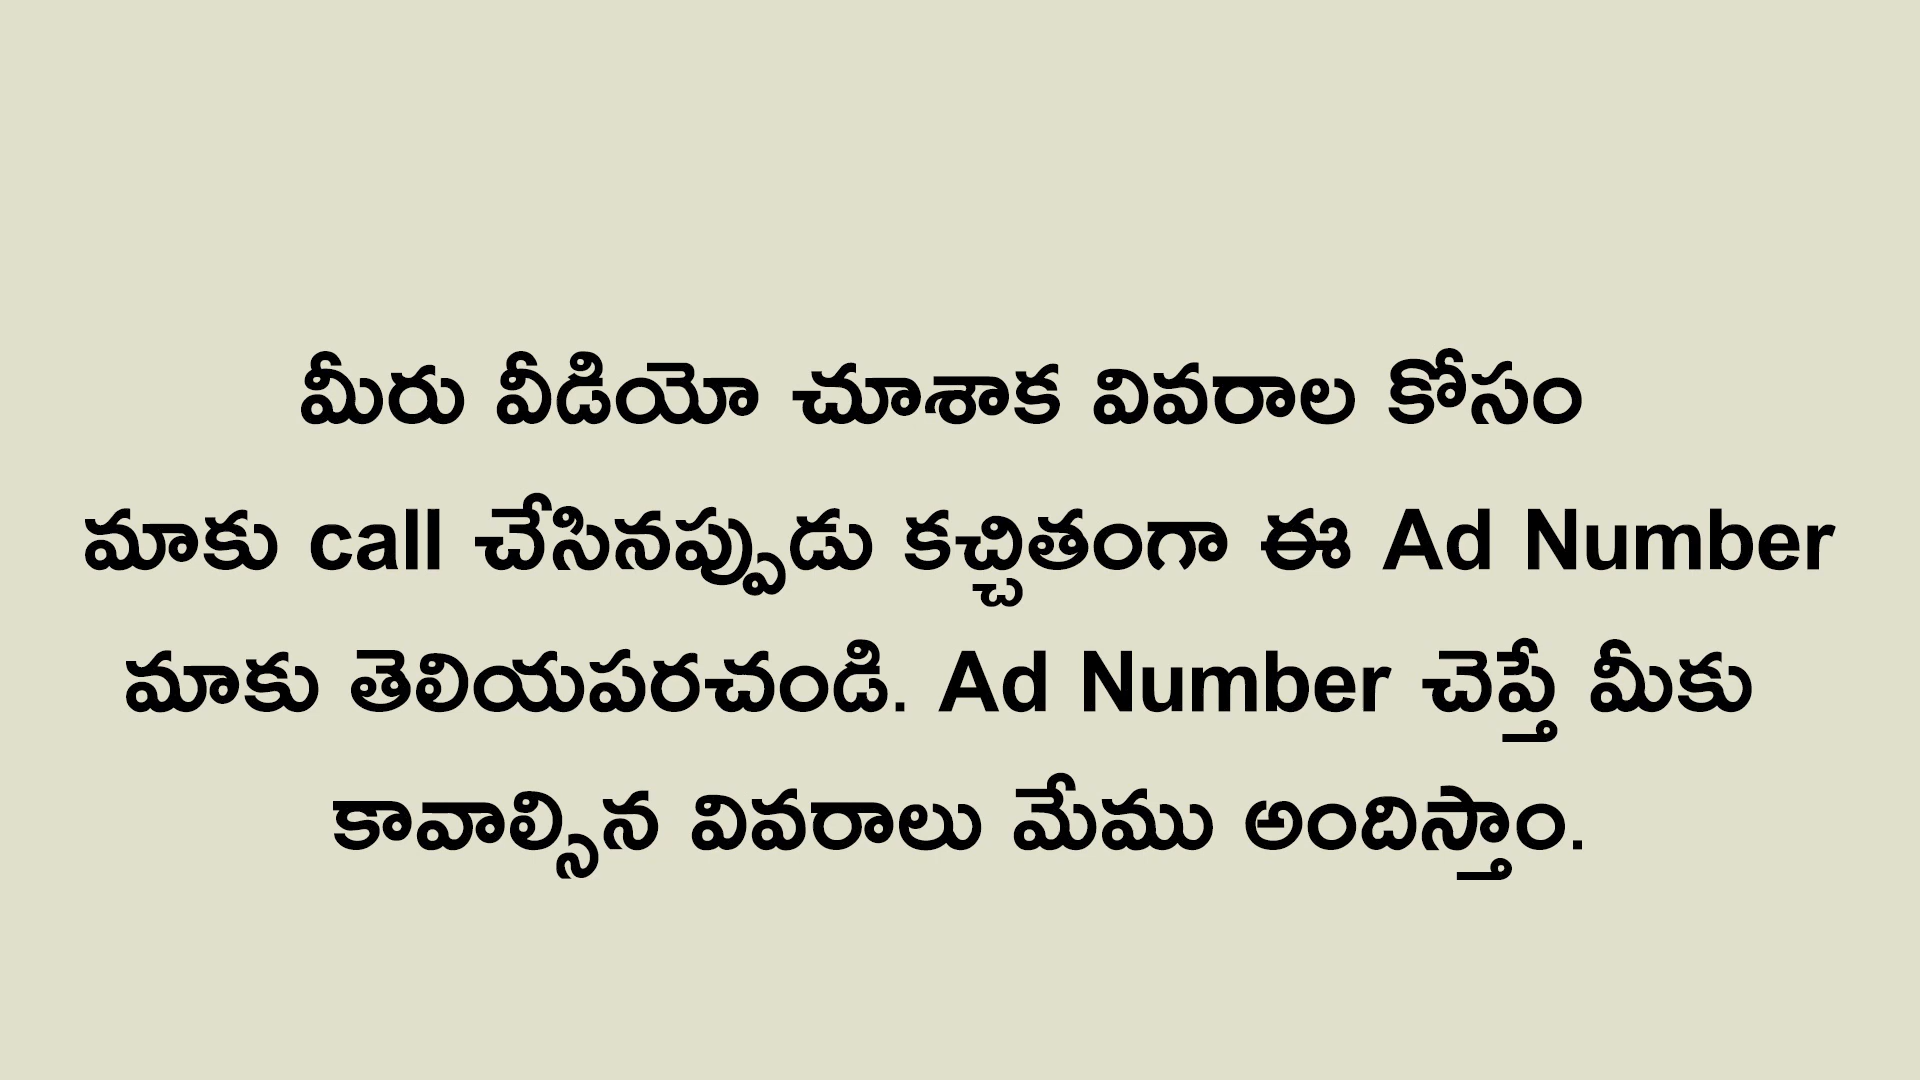 మీరు వీడియో చూశాక వివరాల కోసం
మాకు call చేసినప్పుడు కచ్చితంగా ఈ Ad Number
మాకు తెలియపరచండి. Ad Number చెప్తే మీకు
కావాల్సిన వివరాలు మేము అందిస్తాం.